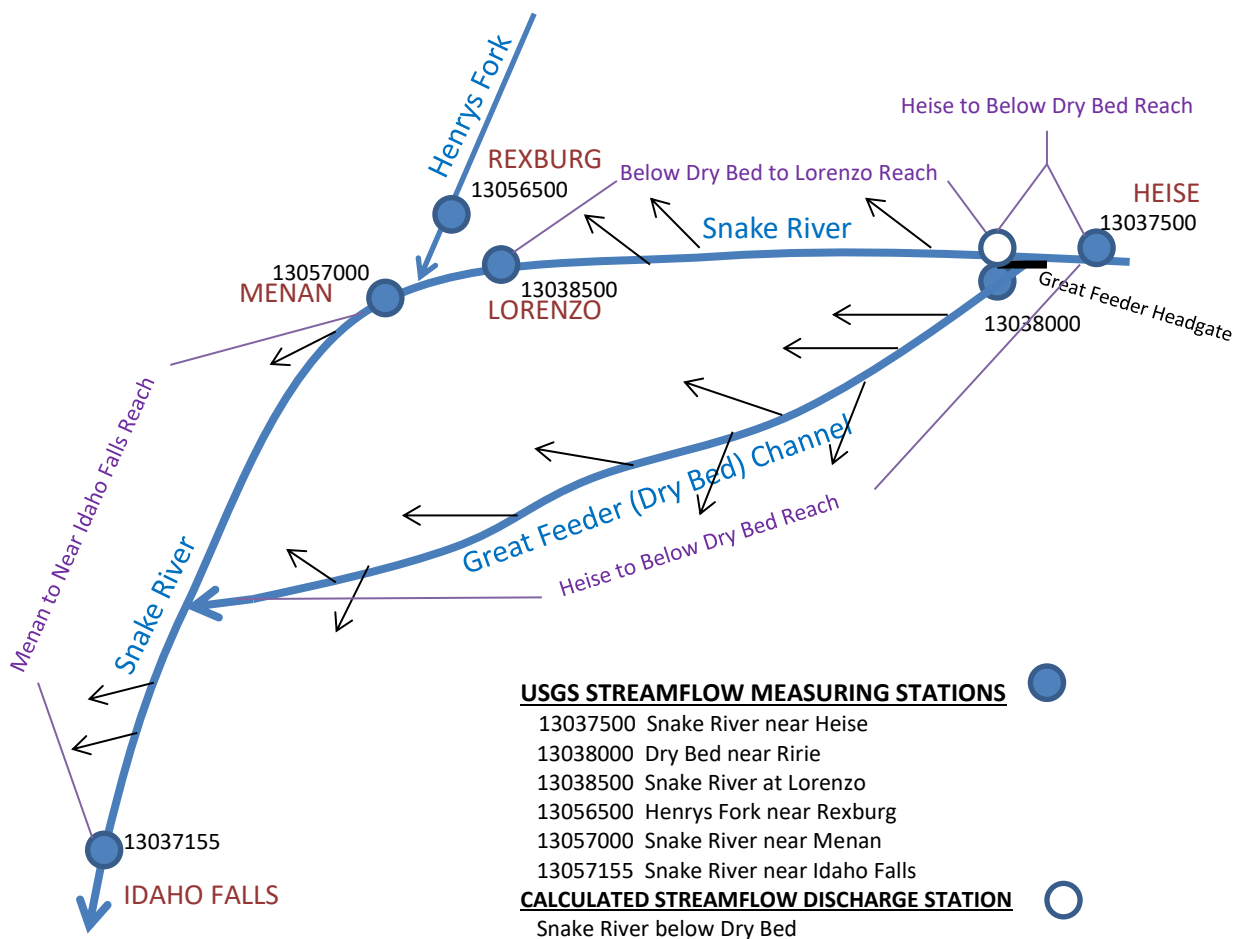 Henrys Fork
Heise to Below Dry Bed Reach
REXBURG
13056500
Below Dry Bed to Lorenzo Reach
HEISE
13037500
Snake River
13057000
MENAN
13038500
LORENZO
Great Feeder Headgate
13038000
Menan to Near Idaho Falls Reach
Great Feeder (Dry Bed) Channel
Heise to Below Dry Bed Reach
Snake River
13037155
IDAHO FALLS
USGS STREAMFLOW MEASURING STATIONS
13037500 Snake River near Heise
13038000 Dry Bed near Ririe
13038500 Snake River at Lorenzo
13056500 Henrys Fork near Rexburg
13057000 Snake River near Menan
13057155 Snake River near Idaho Falls
CALCULATED STREAMFLOW DISCHARGE STATION
Snake River below Dry Bed